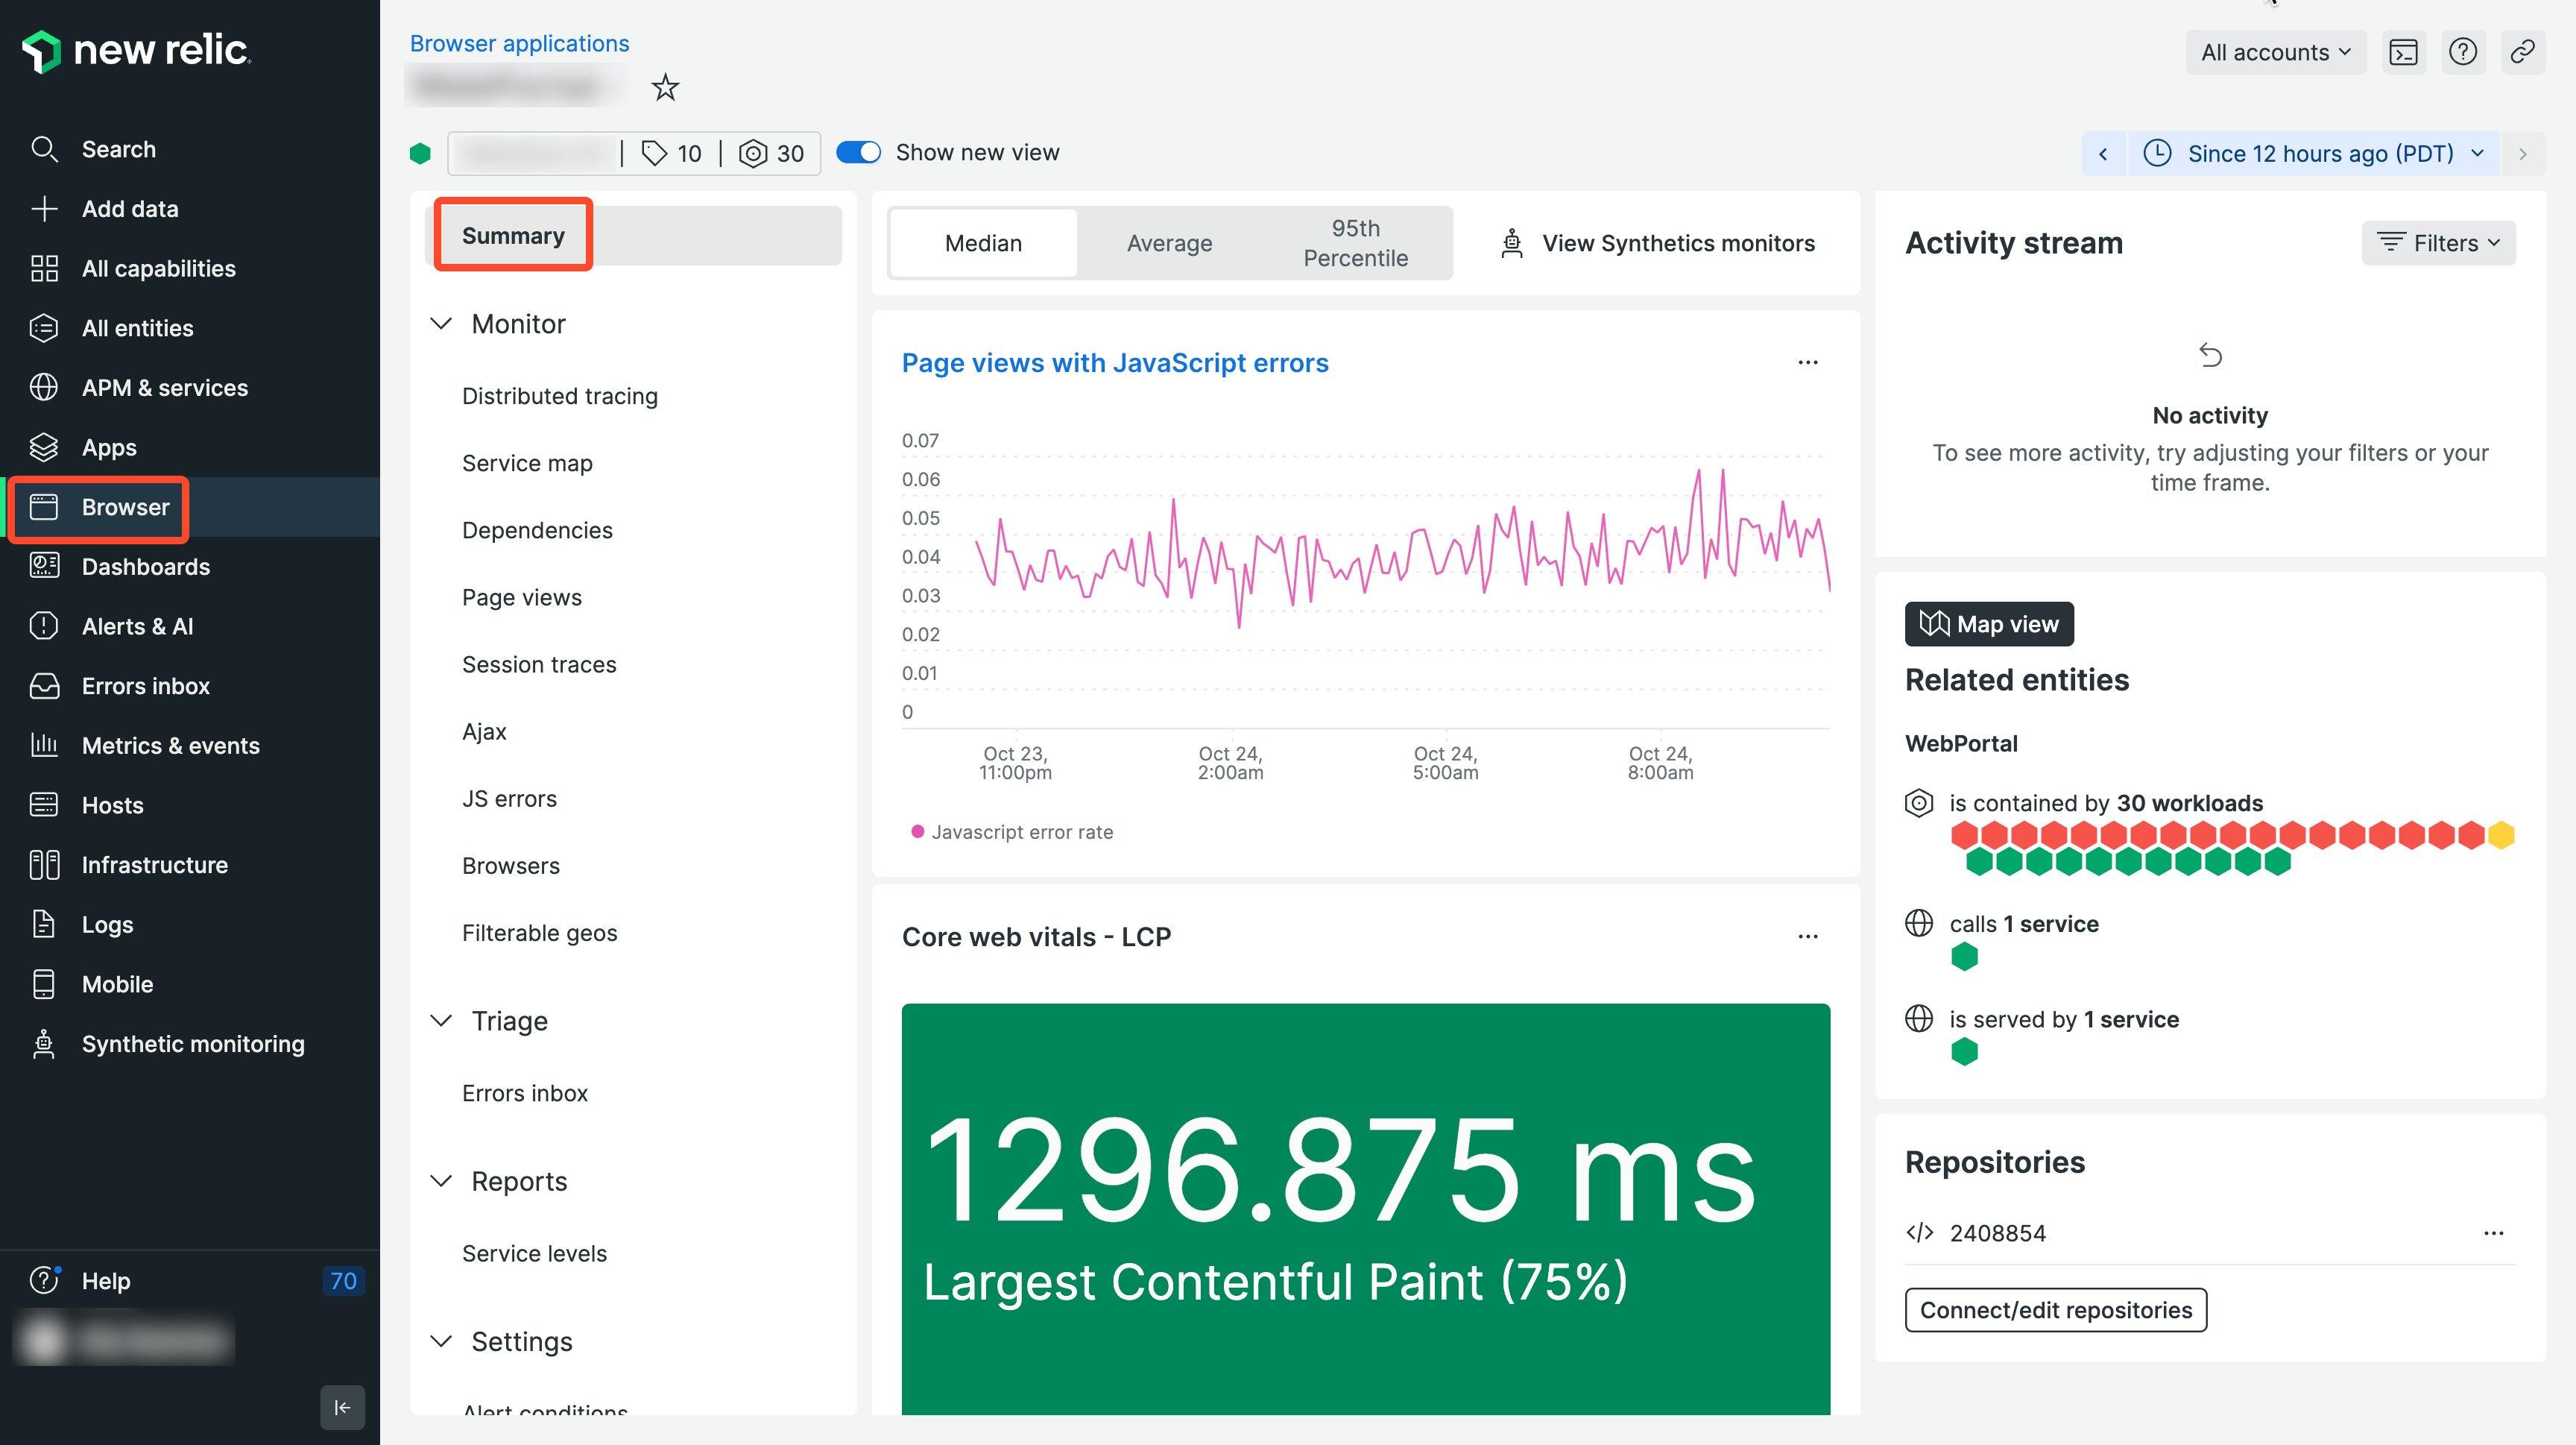 new relic.
Search
Add data
All capabilities
All entities
APM & services
Apps
Browser
Dashboards
Alerts & AI
Errors inbox
Metrics & events
Hosts
Infrastructure
Logs
Mobile
Synthetic monitoring
Help
70
Browser applications
10
30
Show new view
All accounts
Since 12 hours ago (PDT)
Summary
Monitor
Distributed tracing
Service map
Dependencies
Page views
Session traces
Ajax
JS errors
Browsers
Filterable geos
Triage
Errors inbox
Reports
Service levels
Settings
Alert conditions
Median
Average
95th
Percentile
View Synthetics monitors
Page views with JavaScript errors
0.07
0.06
0.05
0.04
0.03
0.02
0.01
0
Oct 23,
11:00pm
Oct 24,
2:00am
Oct 24,
5:00am
Oct 24,
8:00am
Javascript error rate
Core web vitals - LCP
1296.875 ms
Largest Contentful Paint (75%)
Activity stream
Filters
No activity
To see more activity, try adjusting your filters or your
time frame.
Map view
Related entities
WebPortal
is contained by 30 workloads
calls 1 service
is served by 1 service
Repositories
2408854
Connect/edit repositories